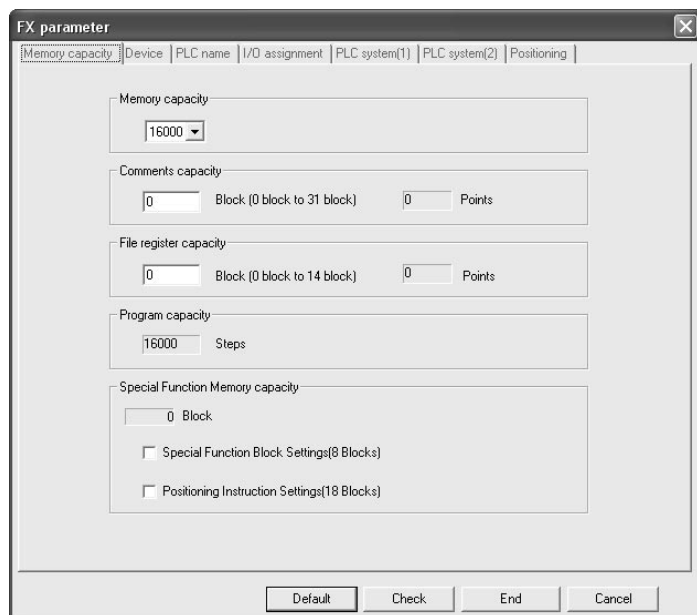 FX parameter
Memory capacity Device PLC name I/O assignment PLC system(1) PLC system(2) Positioning
Memory capacity
16000
Comments capacity
0 Block (0 block to 31 block) 0 Points
File register capacity
0 Block (0 block to 14 block) 0 Points
Program capacity
16000 Steps
Special Function Memory capacity
0 Block
Special Function Block Settings(8 Blocks)
Positioning Instruction Settings(18 Blocks)
Default Check End Cancel